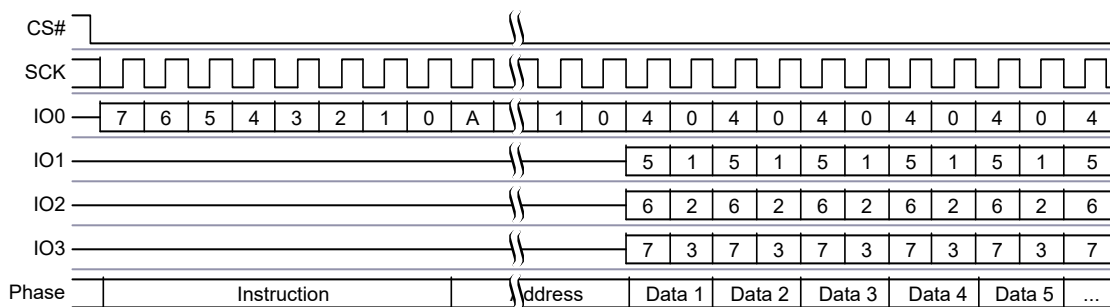 CS#
SCK
IO0 7 6 5 4 3 2 1 0 A 1 0 4 0 4 0 4 0 4 0 4 0 4
IO1 5 1 5 1 5 1 5 1 5 1 5
IO2 6 2 6 2 6 2 6 2 6 2 6
IO3 7 3 7 3 7 3 7 3 7 3 7
Phase Instruction Address Data 1 Data 2 Data 3 Data 4 Data 5 ...